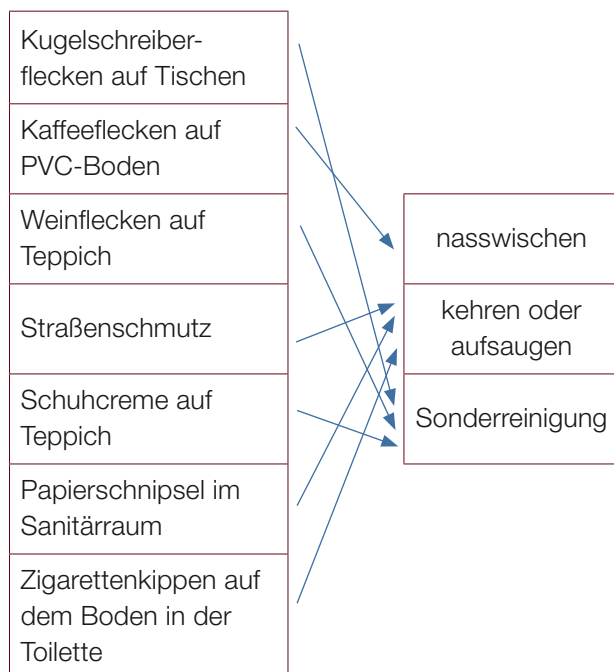 Kugelschreiber-
flecken auf Tischen
Kaffeeflecken auf
PVC-Boden
Weinflecken auf
Teppich
Straßenschmutz
Schuhcreme auf
Teppich
Papierschnipsel im
Sanitärraum
Zigarettenkippen auf
dem Boden in der
Toilette
nasswischen
kehren oder
aufsaugen
Sonderreinigung